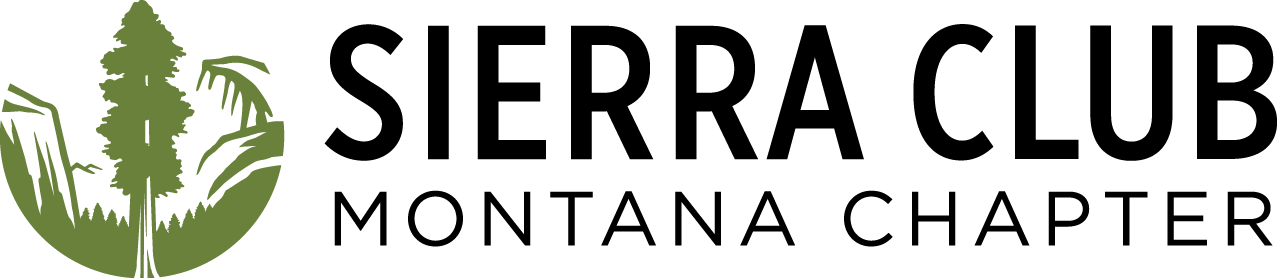 SIERRA CLUB
MONTANA CHAPTER